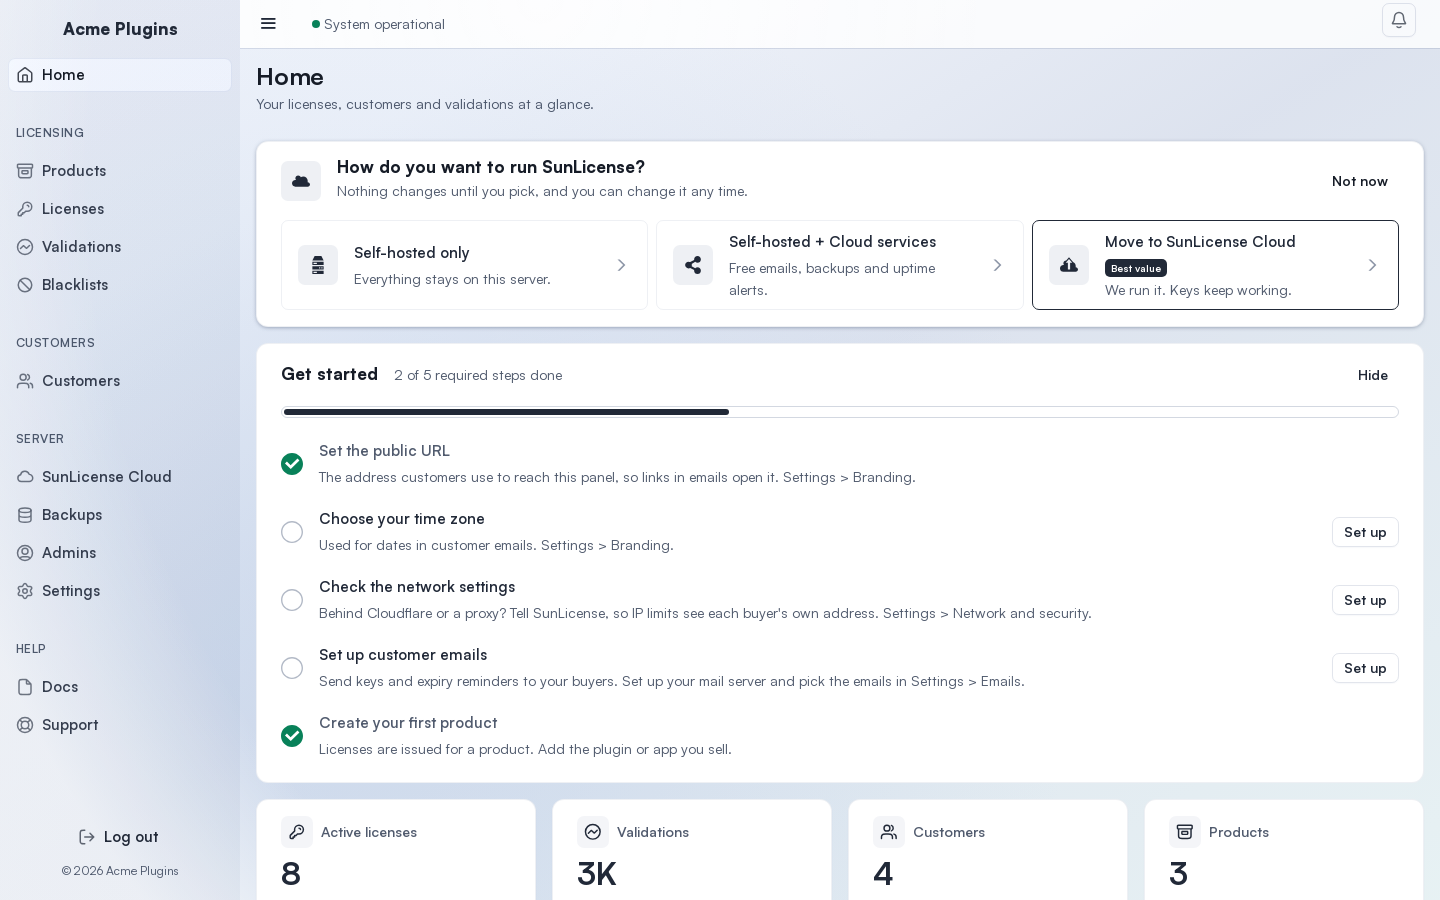 Acme Plugins
System operational
Home
Home
Your licenses, customers and validations at a glance.
LICENSING
Products
Licenses
Validations
Blacklists
CUSTOMERS
Customers
SERVER
SunLicense Cloud
Backups
Admins
Settings
HELP
Docs
Support
Log out
© 2026 Acme Plugins
How do you want to run SunLicense?
Nothing changes until you pick, and you can change it any time.
Not now
Self-hosted only
Everything stays on this server.
Self-hosted + Cloud services
Free emails, backups and uptime
alerts.
Move to SunLicense Cloud
Best value
We run it. Keys keep working.
Get started
2 of 5 required steps done
Hide
Set the public URL
The address customers use to reach this panel, so links in emails open it. Settings > Branding.
Choose your time zone
Used for dates in customer emails. Settings > Branding.
Set up
Check the network settings
Behind Cloudflare or a proxy? Tell SunLicense, so IP limits see each buyer's own address. Settings > Network and security.
Set up
Set up customer emails
Send keys and expiry reminders to your buyers. Set up your mail server and pick the emails in Settings > Emails.
Set up
Create your first product
Licenses are issued for a product. Add the plugin or app you sell.
Active licenses
8
Validations
3K
Customers
4
Products
3